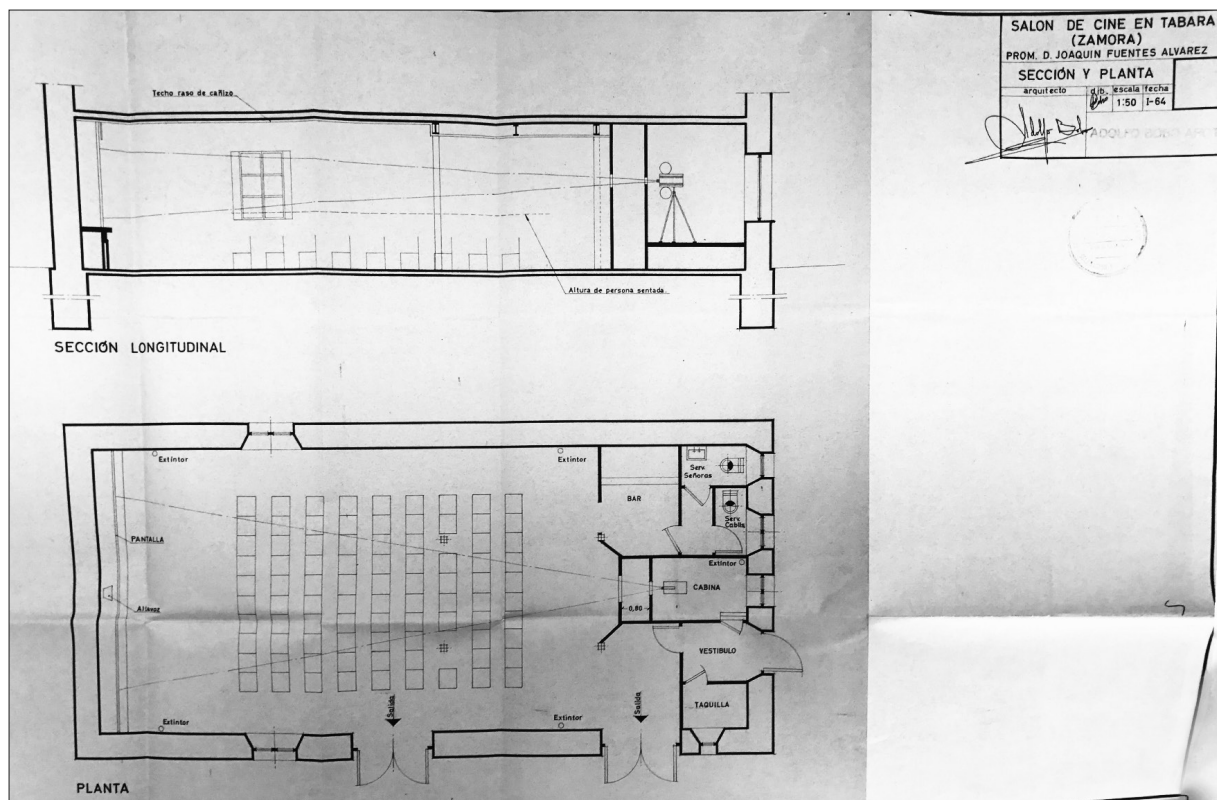 SALON DE CINE EN TABARA
(ZAMORA)
PROM. D. JOAQUIN FUENTES ALVAREZ
SECCIÓN Y PLANTA
arquitecto dib. escala fecha
1:50 I-64
Techo raso de cañizo
Altura de persona sentada.
SECCIÓN LONGITUDINAL
Extintor
Extintor
BAR
Serv. Señoras
Serv. Cablls
PANTALLA
Altavoz
Extintor
CABINA
0,80
VESTIBULO
TAQUILLA
Salida
Salida
Extintor
Extintor
PLANTA